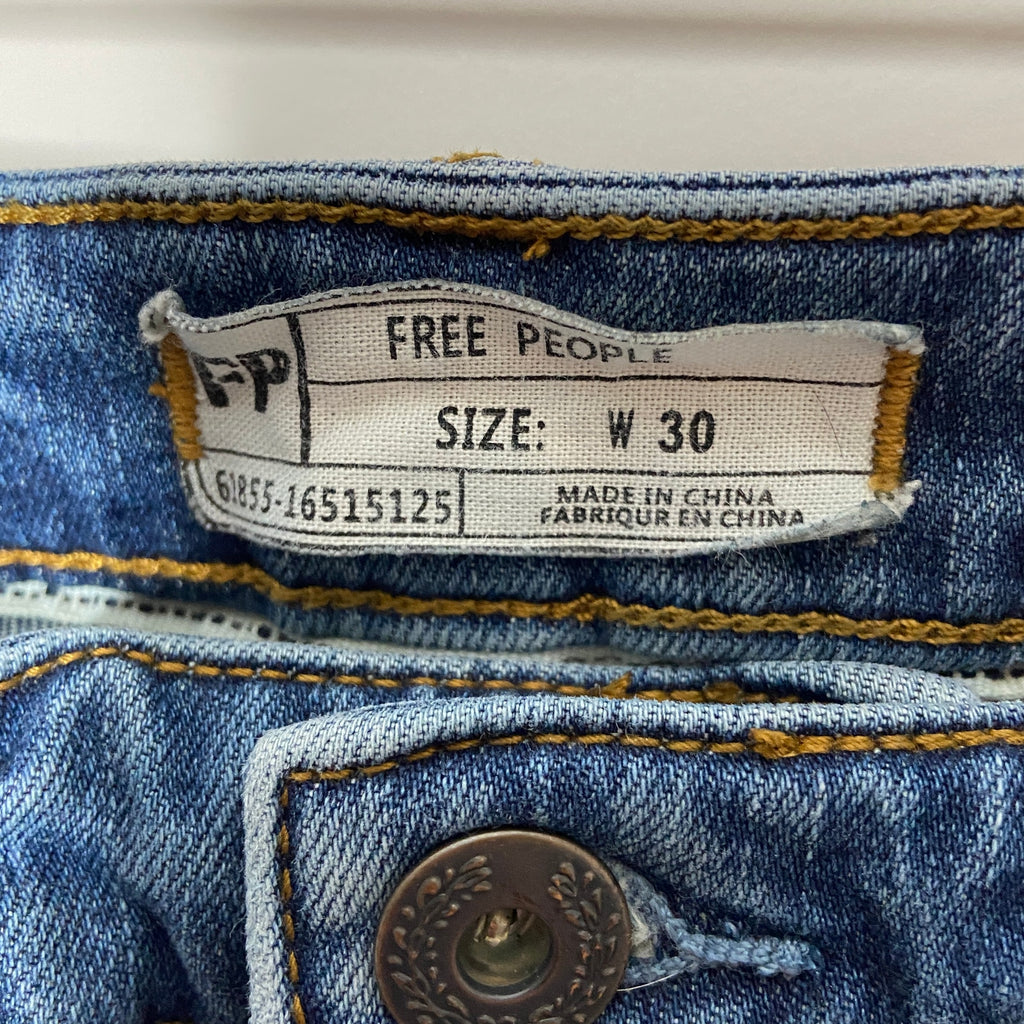 FREE PEOPLE
FP
SIZE: W 30
61855-16515125
MADE IN CHINA
FABRIQUR EN CHINA